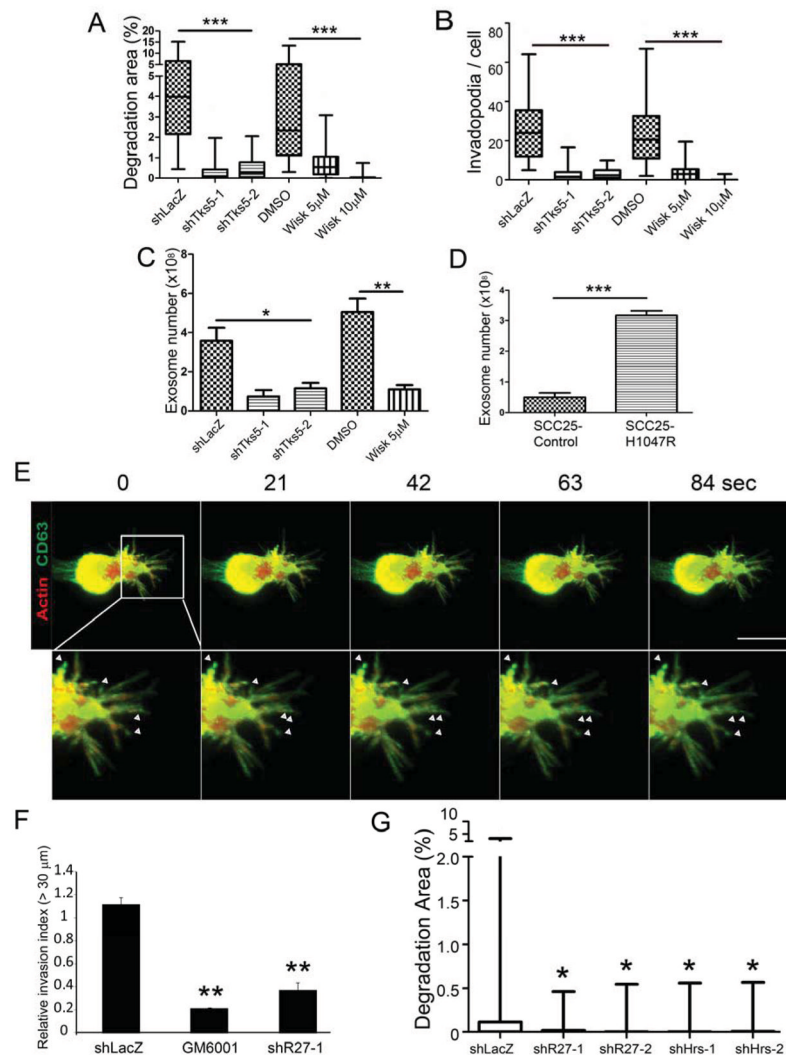 A
Degradation area (%)
20
15
10
5
5
4
3
2
1
0
***
***
shLacZ
shTks5-1
shTks5-2
DMSO
Wisk 5μM
Wisk 10μM
B
Invadopodia / cell
80
60
40
20
0
***
***
shLacZ
shTks5-1
shTks5-2
DMSO
Wisk 5μM
Wisk 10μM
C
Exosome number (x10⁸)
8
6
4
2
0
*
**
shLacZ
shTks5-1
shTks5-2
DMSO
Wisk 5μM
D
Exosome number (x10⁸)
4
3
2
1
0
***
SCC25-
Control
SCC25-
H1047R
E
0 21 42 63 84 sec
Actin CD63
F
Relative invasion index (> 30 μm)
1.4
1.2
1
0.8
0.6
0.4
0.2
0
**
**
shLacZ GM6001 shR27-1
G
Degradation Area (%)
10
5
2.0
1.5
1.0
0.5
0
* * * *
shLacZ shR27-1 shR27-2 shHrs-1 shHrs-2